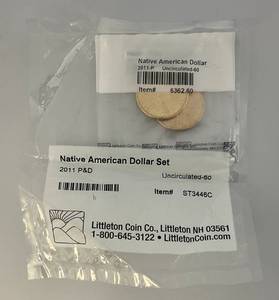 Native American Dollar
2011-P Uncirculated-60
Item# 6362.60
Native American Dollar Set
2011 P&D Uncirculated-60
Item# ST3446C
Littleton Coin Co., Littleton NH 03561
1-800-645-3122 • LittletonCoin.com